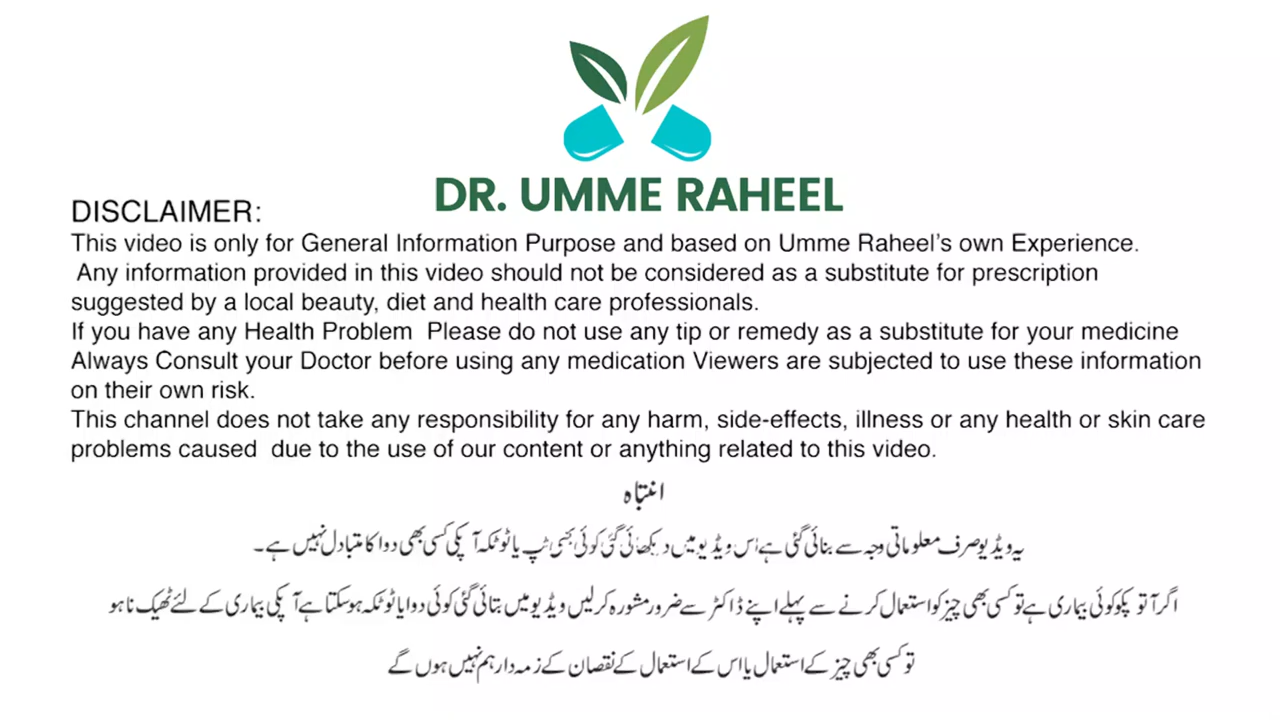 DR. UMME RAHEEL
DISCLAIMER:
This video is only for General Information Purpose and based on Umme Raheel's own Experience.
Any information provided in this video should not be considered as a substitute for prescription
suggested by a local beauty, diet and health care professionals.
If you have any Health Problem Please do not use any tip or remedy as a substitute for your medicine
Always Consult your Doctor before using any medication Viewers are subjected to use these information
on their own risk.
This channel does not take any responsibility for any harm, side-effects, illness or any health or skin care
problems caused due to the use of our content or anything related to this video.
انتباہ
یہ ویڈیو صرف معلوماتی وجہ سے بنائی گئی ہے اس ویڈیو میں دیکھائی گئی کوئی بھی ٹپ یا ٹوٹکہ آپکی کسی بھی دوا کا متبادل نہیں ہے۔
اگر آ تو پکو کوئی بیماری ہے تو کسی بھی چیز کو استعمال کرنے سے پہلے اپنے ڈاکٹر سے ضرور مشورہ کرلیں ویڈیو میں بتائی گئی کوئی دوا یا ٹوٹکہ ہو سکتا ہے آپکی بیماری کے لئے ٹھیک نا ہو
تو کسی بھی چیز کے استعمال یا اس کے استعمال کے نقصان کے زمہ دار ہم نہیں ہوں گے